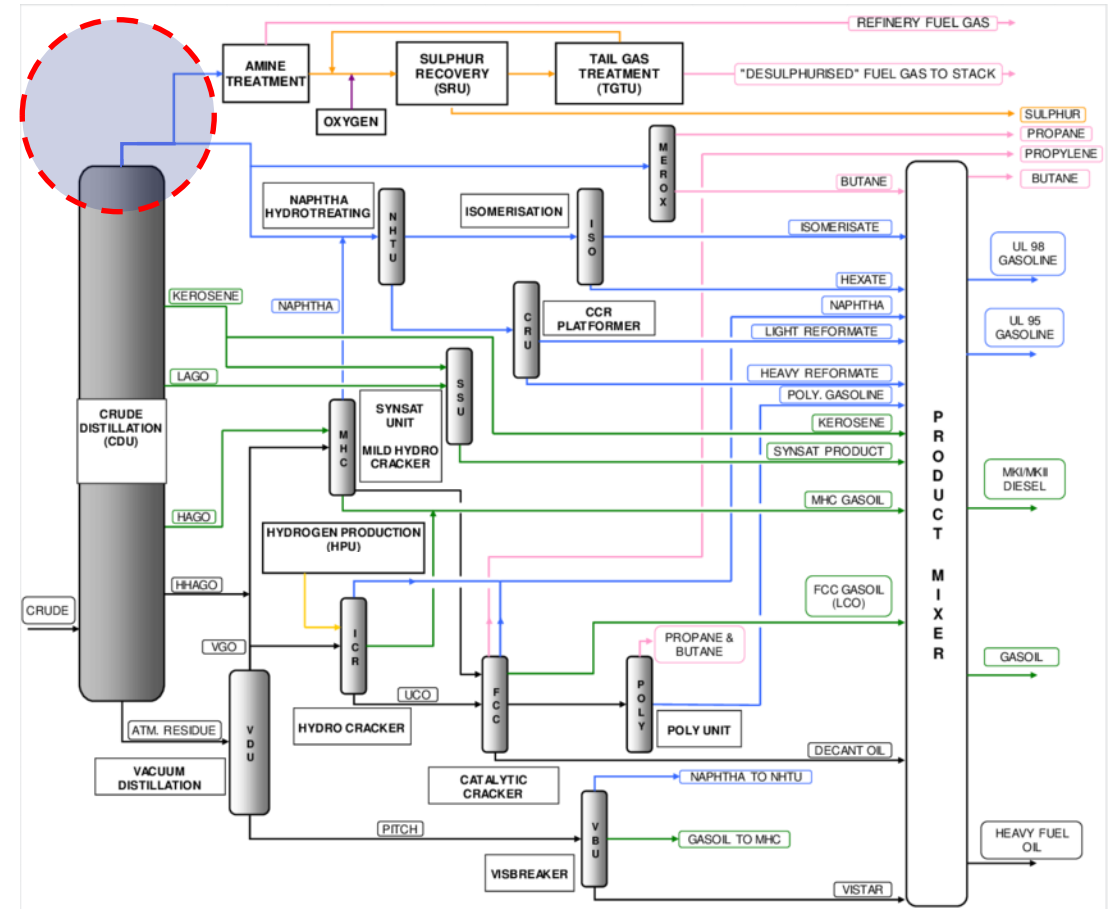 REFINERY FUEL GAS
AMINE
TREATMENT
SULPHUR
RECOVERY
(SRU)
TAIL GAS
TREATMENT
(TGTU)
"DESULPHURISED" FUEL GAS TO STACK
OXYGEN
SULPHUR
PROPANE
PROPYLENE
BUTANE
MEROX
BUTANE
NAPHTHA
HYDROTREATING
NHTU
ISOMERISATION
ISO
ISOMERISATE
UL 98
GASOLINE
HEXATE
KEROSENE
NAPHTHA
NAPHTHA
CRU
CCR
PLATFORMER
LIGHT REFORMATE
UL 95
GASOLINE
LAGO
SSU
HEAVY REFORMATE
POLY. GASOLINE
CRUDE
DISTILLATION
(CDU)
MHC
SYNSAT
UNIT
MILD HYDRO
CRACKER
KEROSENE
SYNSAT PRODUCT
PRODUCT MIXER
MKI/MKII
DIESEL
MHC GASOIL
HAGO
HYDROGEN PRODUCTION
(HPU)
HHAGO
CRUDE
FCC GASOIL
(LCO)
ICR
VGO
PROPANE &
BUTANE
GASOIL
UCO
FCC
POLY
HYDRO CRACKER
POLY UNIT
ATM. RESIDUE
VDU
DECANT OIL
VACUUM
DISTILLATION
CATALYTIC
CRACKER
NAPHTHA TO NHTU
PITCH
VBU
GASOIL TO MHC
HEAVY FUEL
OIL
VISBREAKER
VISTAR